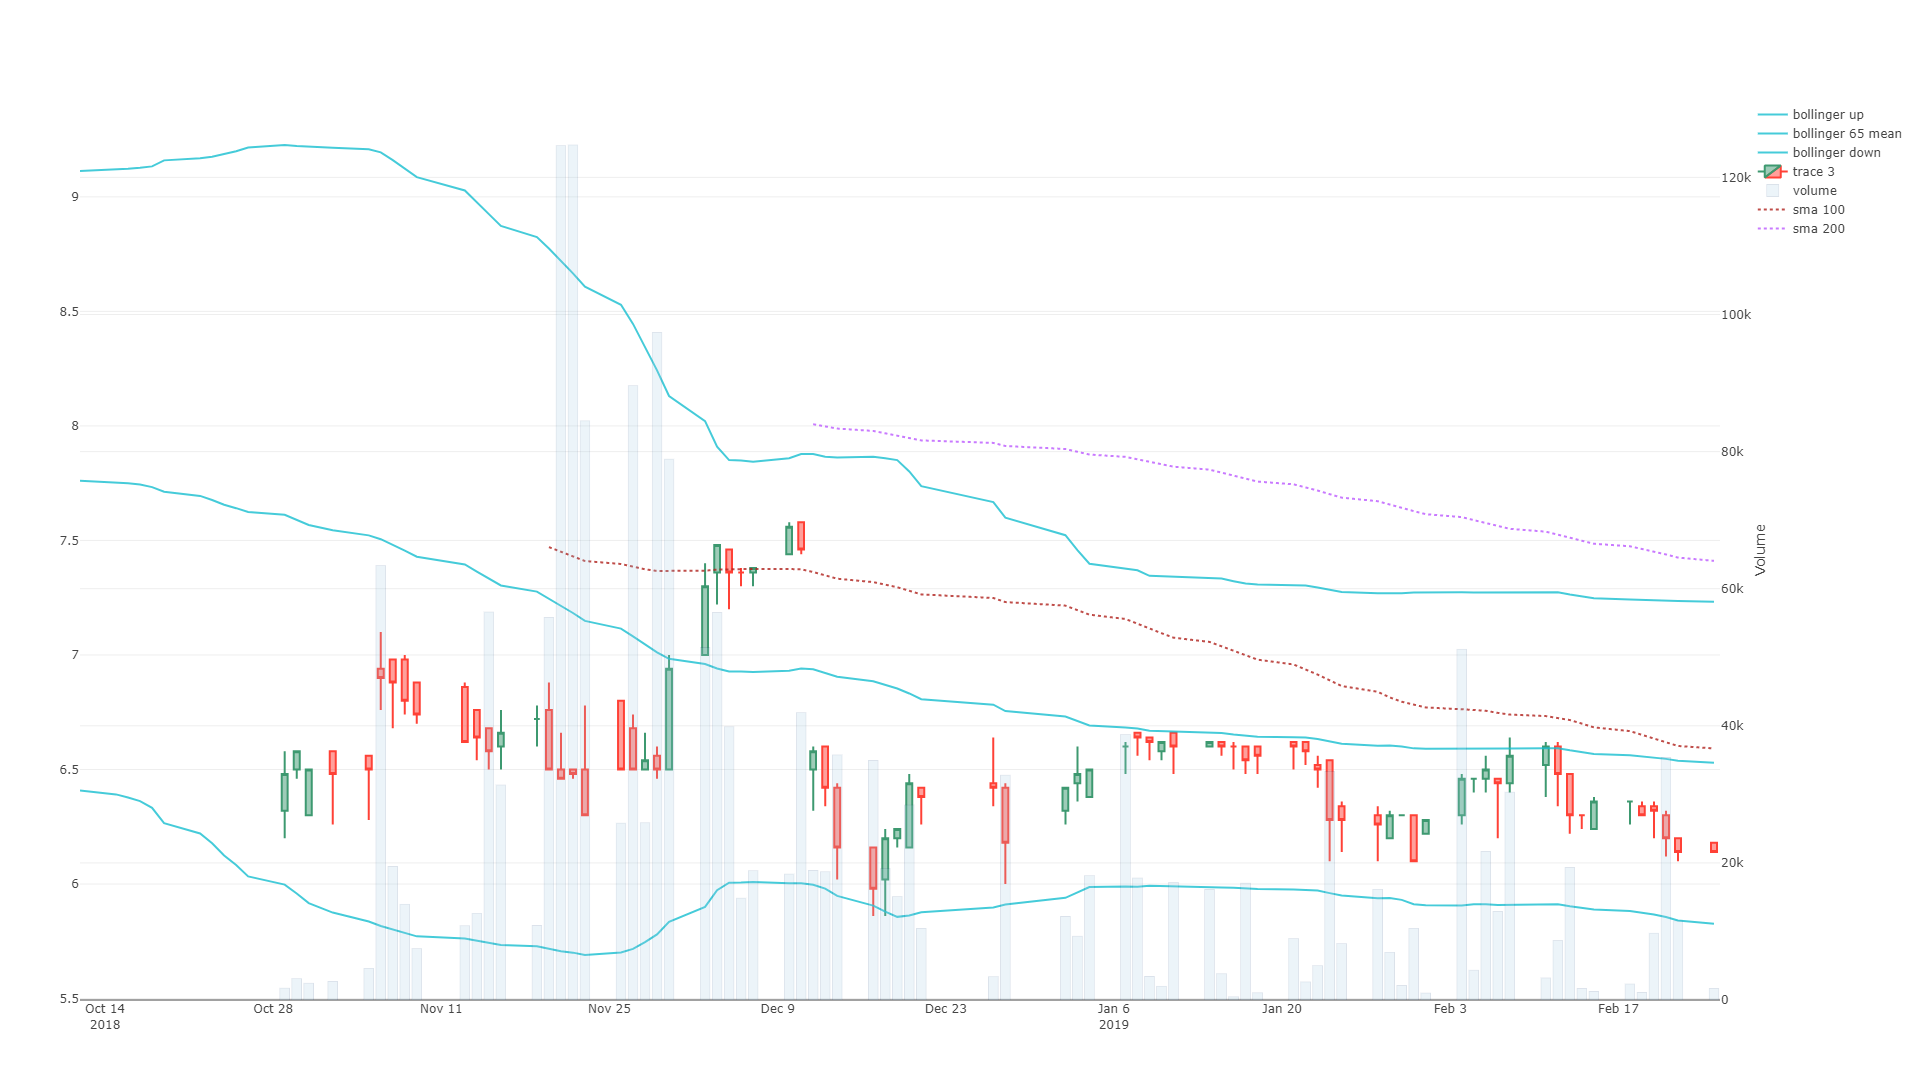 bollinger up
bollinger 65 mean
bollinger down
trace 3
volume
sma 100
sma 200
9
8.5
8
7.5
7
6.5
6
5.5
120k
100k
80k
60k
40k
20k
0
Volume
Oct 14
2018
Oct 28
Nov 11
Nov 25
Dec 9
Dec 23
Jan 6
2019
Jan 20
Feb 3
Feb 17